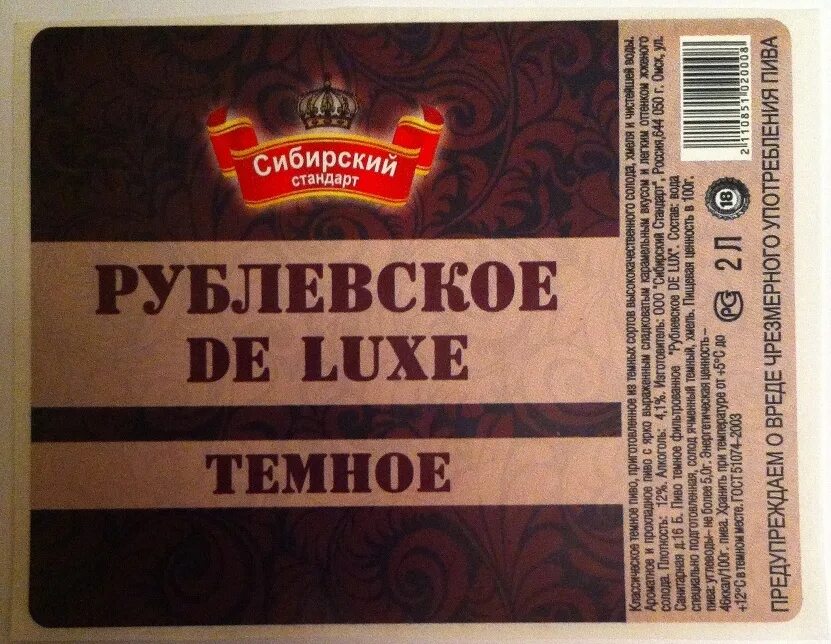 Сибирский
стандарт
РУБЛЕВСКОЕ
DE LUXE
ТЕМНОЕ
Классическое темное пиво, приготовленное из темных сортов высококачественного солода, хмеля и чистейшей воды.
Ароматное и прохладное пиво с ярко выраженным сладковатым карамельным вкусом и легким оттенком жженого
солода. Плотность: 12%. Алкоголь: 4,1%. Изготовитель: ООО "Сибирский Стандарт", Россия,644 050 г. Омск, ул.
Санитарная д.16 Б. Пиво темное фильтрованное "Рублевское DE LUX". Состав: вода
специально подготовленная, солод ячменный темный, хмель. Пищевая ценность в 100г.
пива: углеводы- не более 5,0г. Энергетическая ценность –
46ккал/100г. пива. Хранить при температуре от +5°С до
+12°С в темном месте. ГОСТ 51074-2003
РСТ
2 Л
18
2110851020008
ПРЕДУПРЕЖДАЕМ О ВРЕДЕ ЧРЕЗМЕРНОГО УПОТРЕБЛЕНИЯ ПИВА